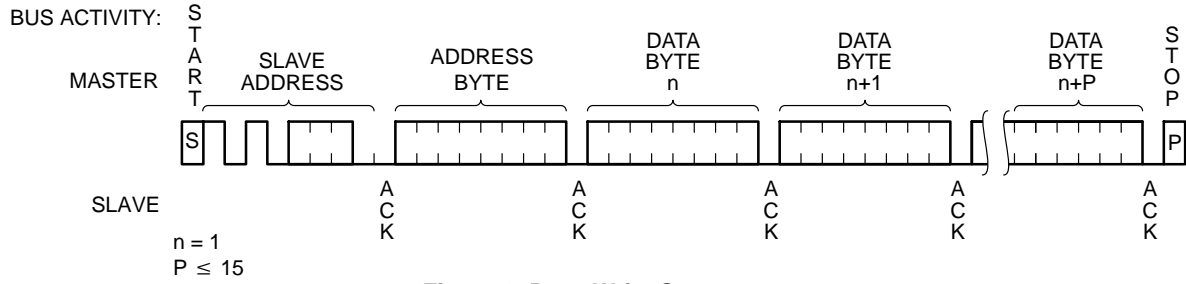 BUS ACTIVITY:
MASTER
START
SLAVE
ADDRESS
ADDRESS
BYTE
DATA
BYTE
n
DATA
BYTE
n+1
DATA
BYTE
n+P
STOP
S
P
SLAVE
ACK
ACK
ACK
ACK
ACK
n = 1
P ≤ 15